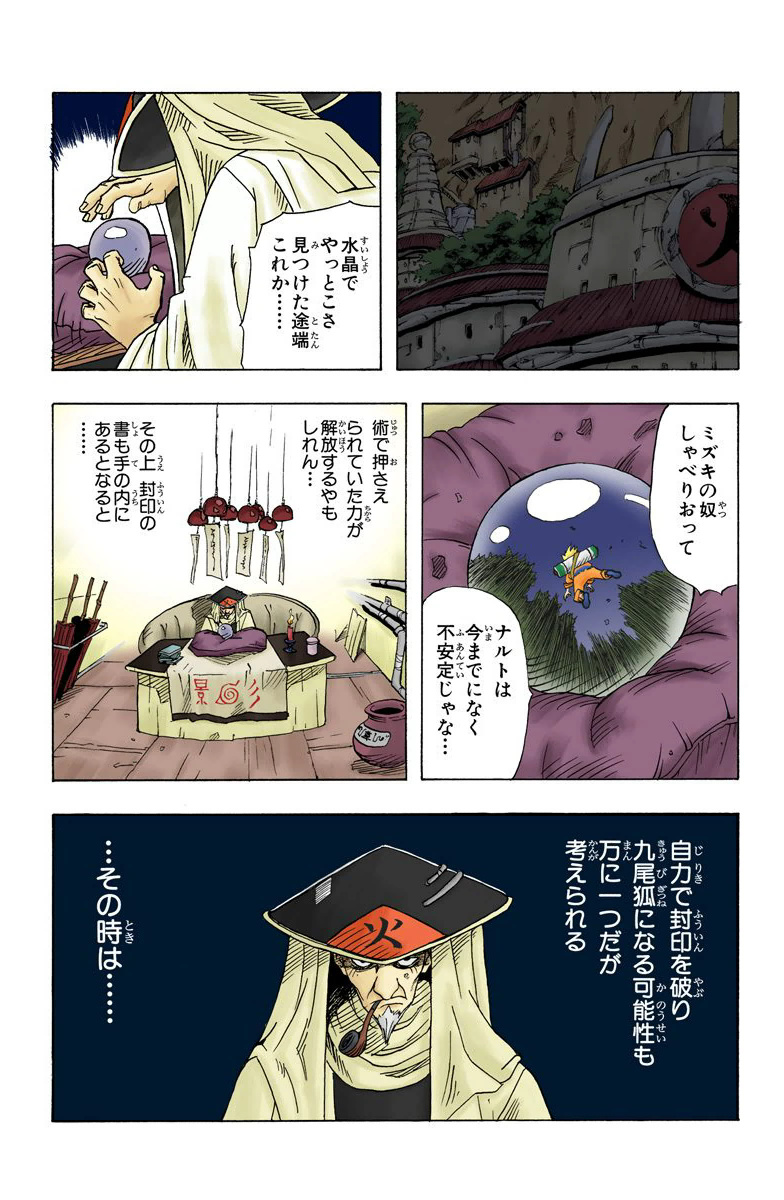 水晶で
やっとこさ
見つけた途端
これか……
ミズキの奴
しゃべりおって
ナルトは
今までになく
不安定じゃな…
術で押さえ
られていた力が
解放するやも
しれん…
その上 封印の
書も手の内に
あるとなると
自力で封印を破り
九尾狐になる可能性も
万に一つだが
考えられる
…その時は……
火